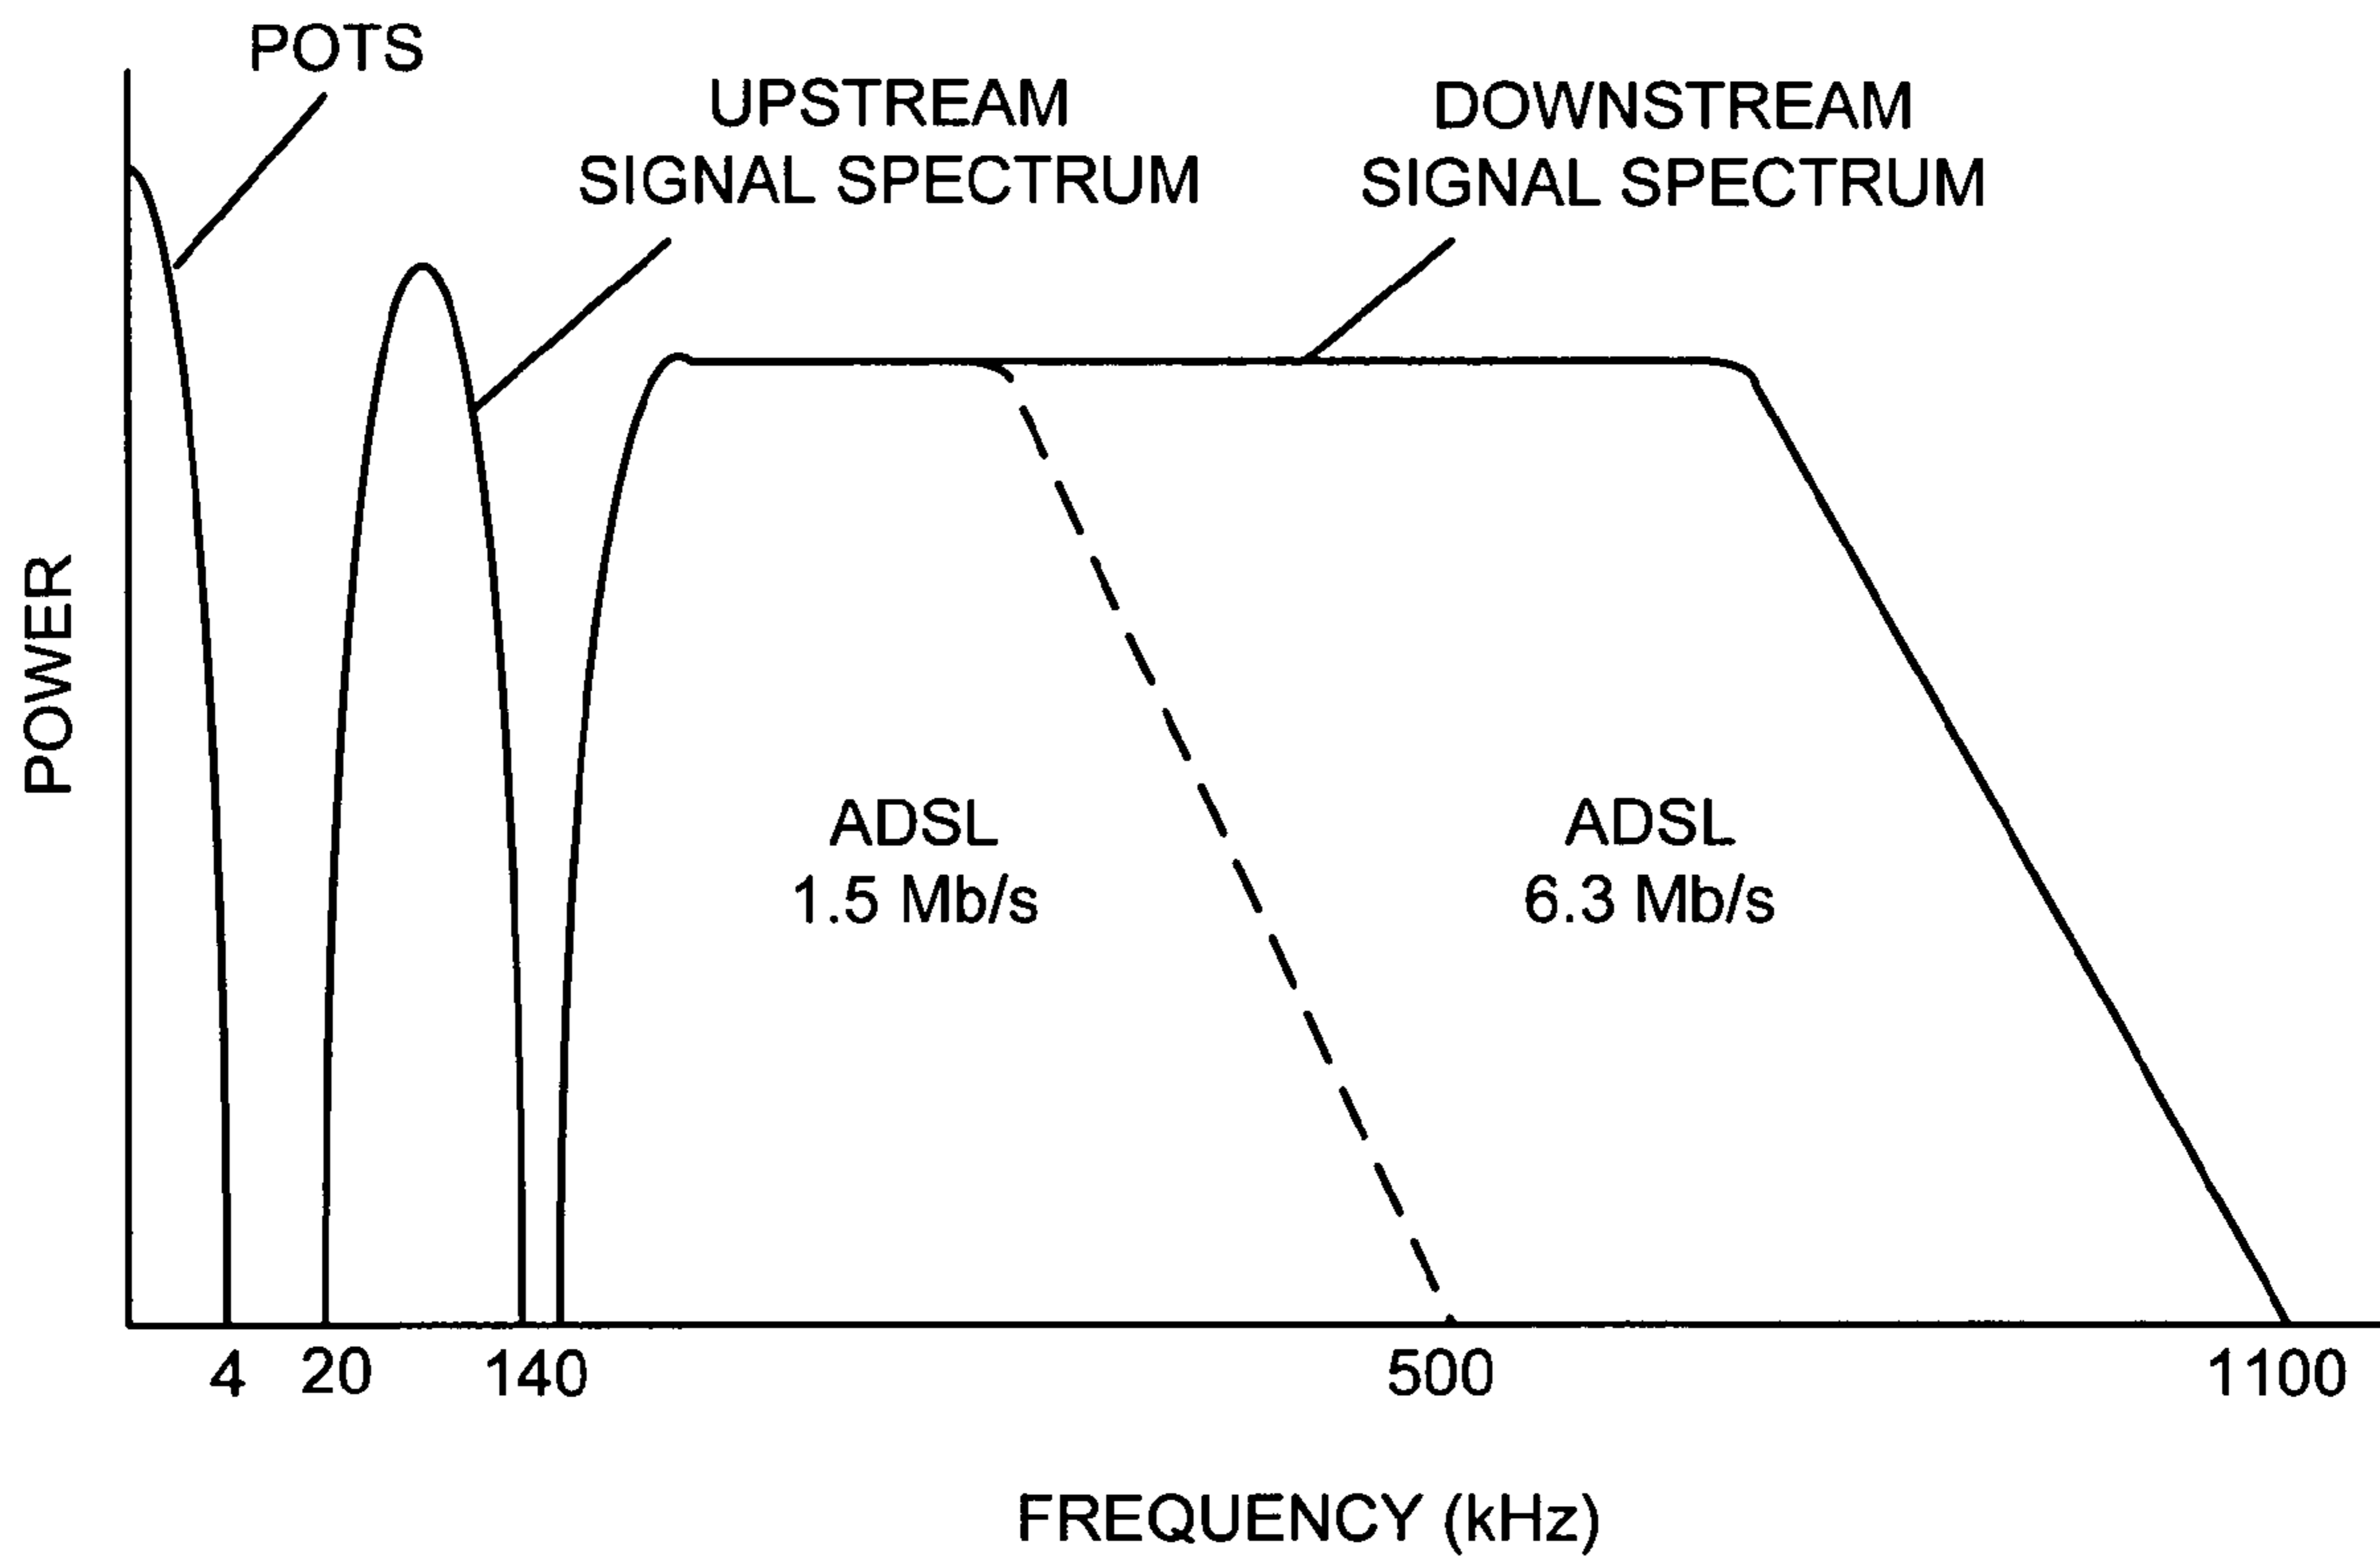 POTS
UPSTREAM
SIGNAL SPECTRUM
DOWNSTREAM
SIGNAL SPECTRUM
POWER
ADSL
1.5 Mb/s
ADSL
6.3 Mb/s
4 20 140 500 1100
FREQUENCY (kHz)